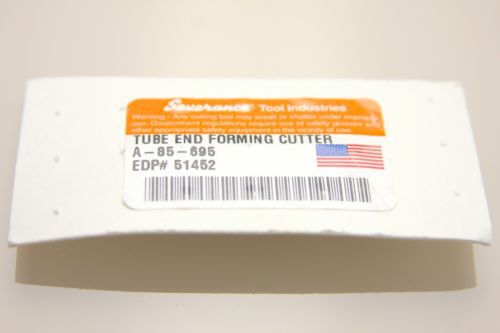 Severance Tool Industries
Warning - Any cutting tool may break or shatter under improper
use. Government regulations require use of safety glasses and
other appropriate safety equipment in the vicinity of use.
TUBE END FORMING CUTTER
A-85-695
EDP# 51452